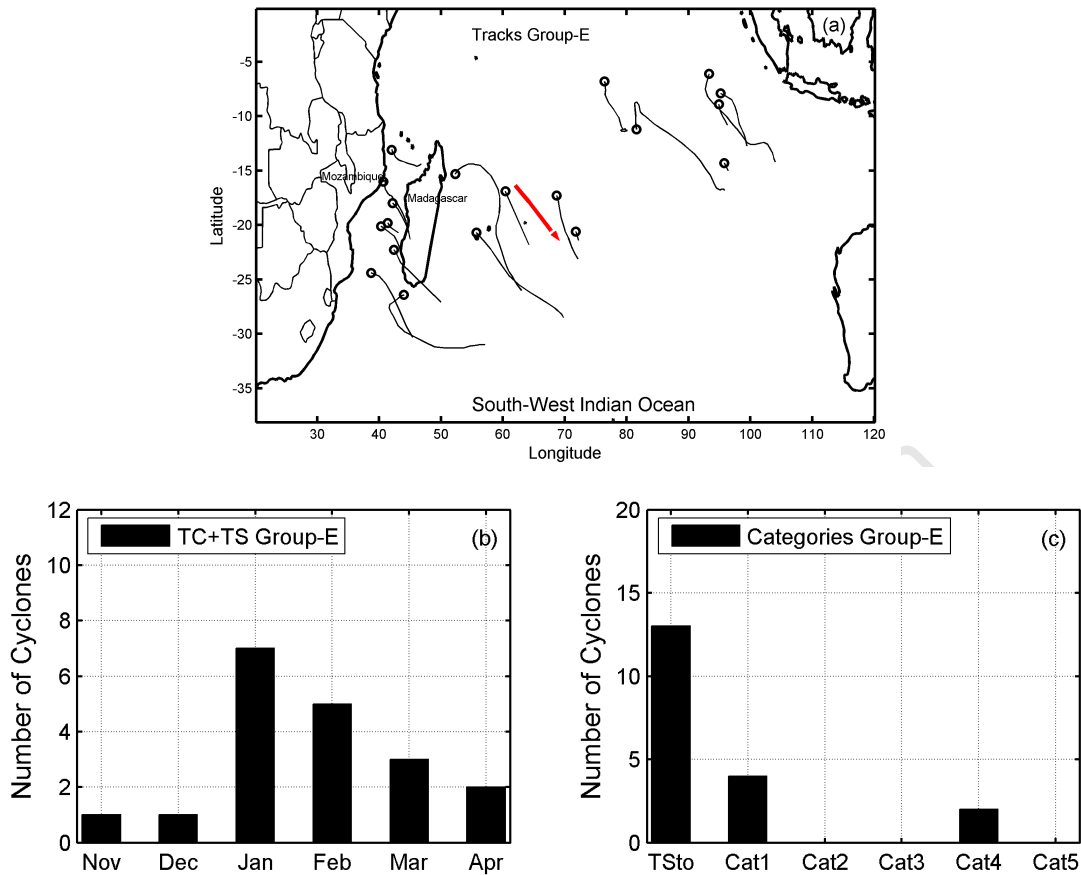 (a)
Tracks Group-E
-5
-10
-15
-20
-25
-30
-35
Latitude
Mozambique
Madagascar
South-West Indian Ocean
30 40 50 60 70 80 90 100 110 120
Longitude
TC+TS Group-E
(b)
12
10
8
6
4
2
0
Number of Cyclones
Nov Dec Jan Feb Mar Apr
Categories Group-E
(c)
20
15
10
5
0
Number of Cyclones
TSto Cat1 Cat2 Cat3 Cat4 Cat5